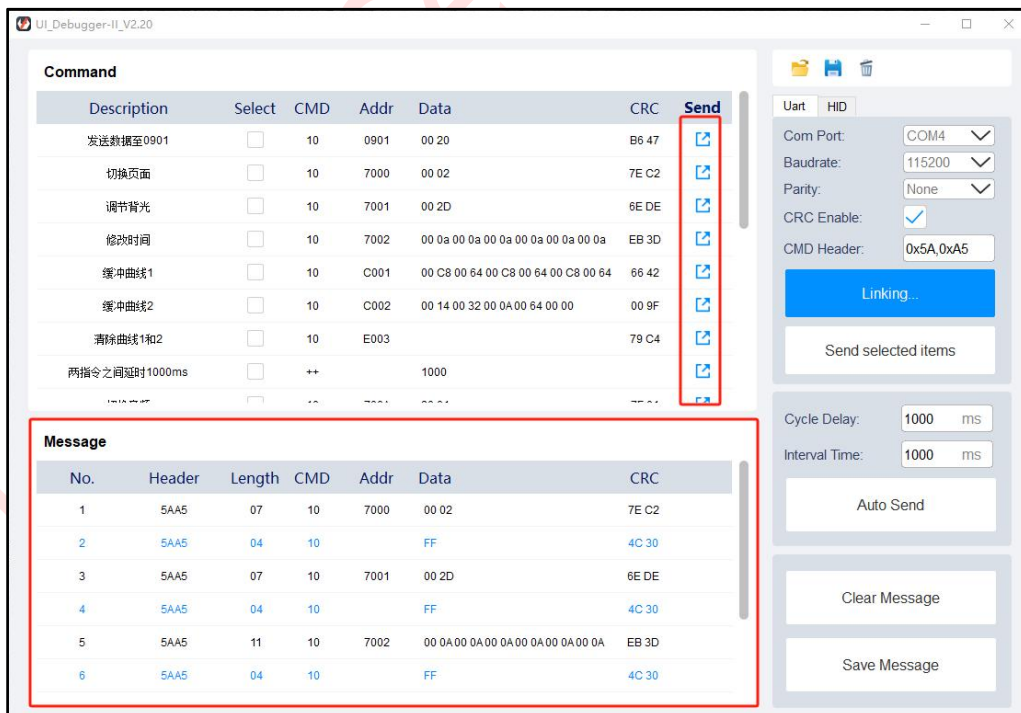 UI_Debugger-II_V2.20
Command
Description Select CMD Addr Data CRC Send
发送数据至0901 10 0901 00 20 B6 47
切换页面 10 7000 00 02 7E C2
调节背光 10 7001 00 2D 6E DE
修改时间 10 7002 00 0a 00 0a 00 0a 00 0a 00 0a 00 0a EB 3D
缓冲曲线1 10 C001 00 C8 00 64 00 C8 00 64 00 C8 00 64 66 42
缓冲曲线2 10 C002 00 14 00 32 00 0A 00 64 00 00 00 9F
清除曲线1和2 10 E003 79 C4
两指令之间延时1000ms ++ 1000
Message
No. Header Length CMD Addr Data CRC
1 5AA5 07 10 7000 00 02 7E C2
2 5AA5 04 10 FF 4C 30
3 5AA5 07 10 7001 00 2D 6E DE
4 5AA5 04 10 FF 4C 30
5 5AA5 11 10 7002 00 0A 00 0A 00 0A 00 0A 00 0A 00 0A EB 3D
6 5AA5 04 10 FF 4C 30
Uart HID
Com Port: COM4
Baudrate: 115200
Parity: None
CRC Enable:
CMD Header: 0x5A,0xA5
Linking...
Send selected items
Cycle Delay: 1000 ms
Interval Time: 1000 ms
Auto Send
Clear Message
Save Message